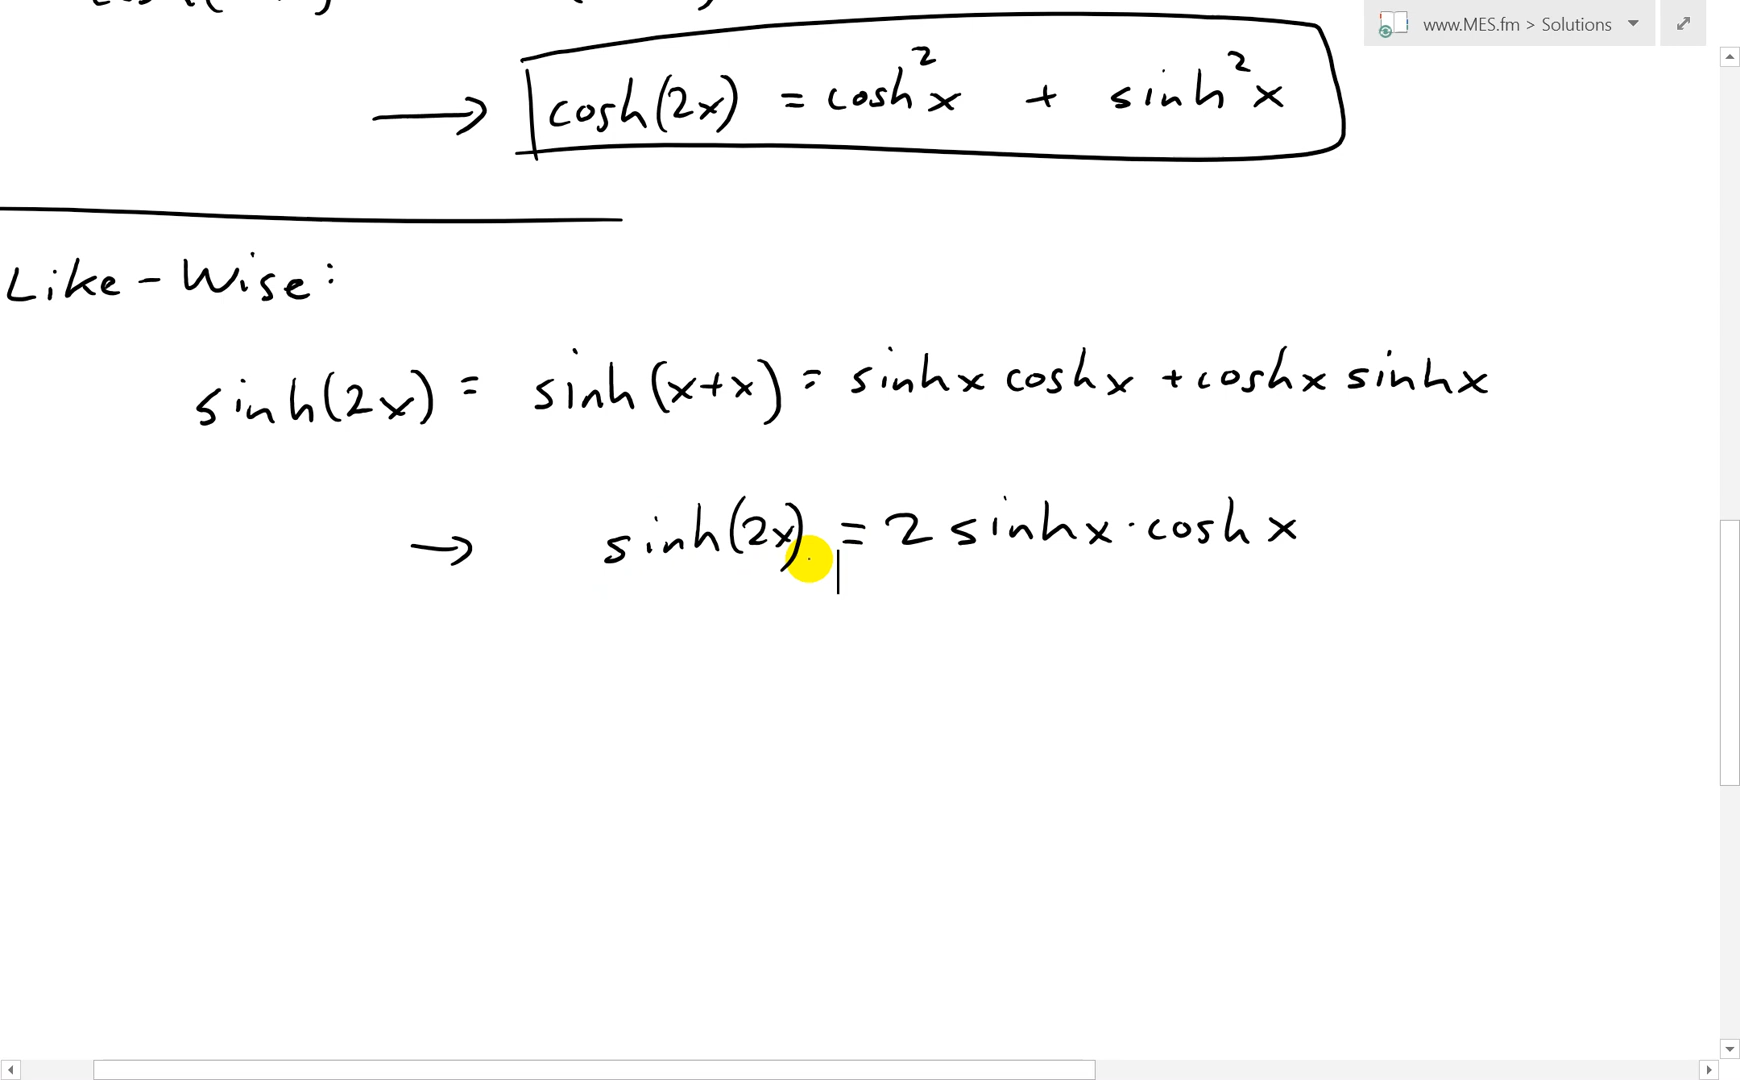 www.MES.fm > Solutions
cosh(2x) = cosh²x + sinh²x
Like-Wise:
sinh(2x) = sinh(x+x) = sinhx coshx + coshx sinhx
→ sinh(2x) = 2 sinhx · coshx